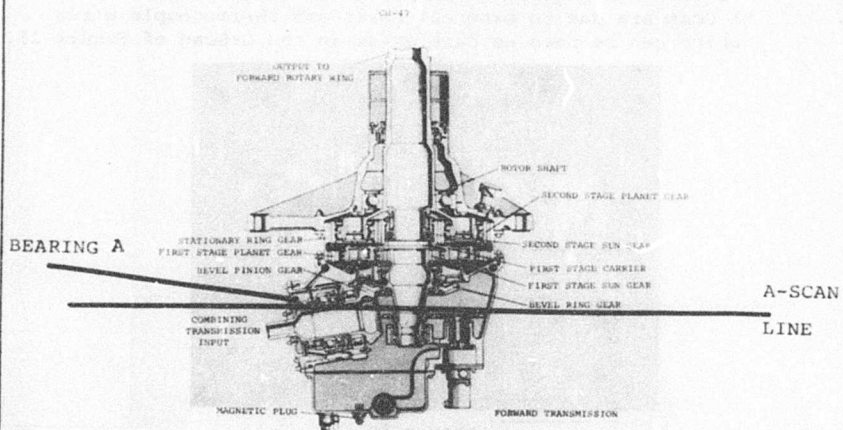 OUTPUT TO
FORWARD ROTARY WING
ROTOR SHAFT
SECOND STAGE PLANET GEAR
BEARING A
STATIONARY RING GEAR
SECOND STAGE SUN GEAR
FIRST STAGE PLANET GEAR
BEVEL PINION GEAR
FIRST STAGE CARRIER
FIRST STAGE SUN GEAR
BEVEL RING GEAR
A-SCAN
LINE
COMBINING
TRANSMISSION
INPUT
MAGNETIC PLUG
FORWARD TRANSMISSION